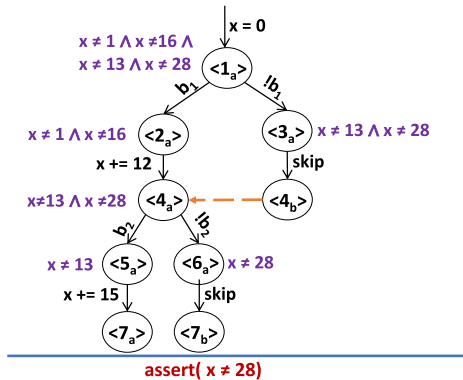 x = 0
x ≠ 1 ∧ x ≠16 ∧
x ≠ 13 ∧ x ≠ 28
<1a>
b1
!b1
x ≠ 1 ∧ x ≠16
<2a>
<3a>
x ≠ 13 ∧ x ≠ 28
x += 12
skip
x≠13 ∧ x ≠28
<4a>
<4b>
b2
!b2
x ≠ 13
<5a>
<6a>
x ≠ 28
x += 15
skip
<7a>
<7b>
assert( x ≠ 28)